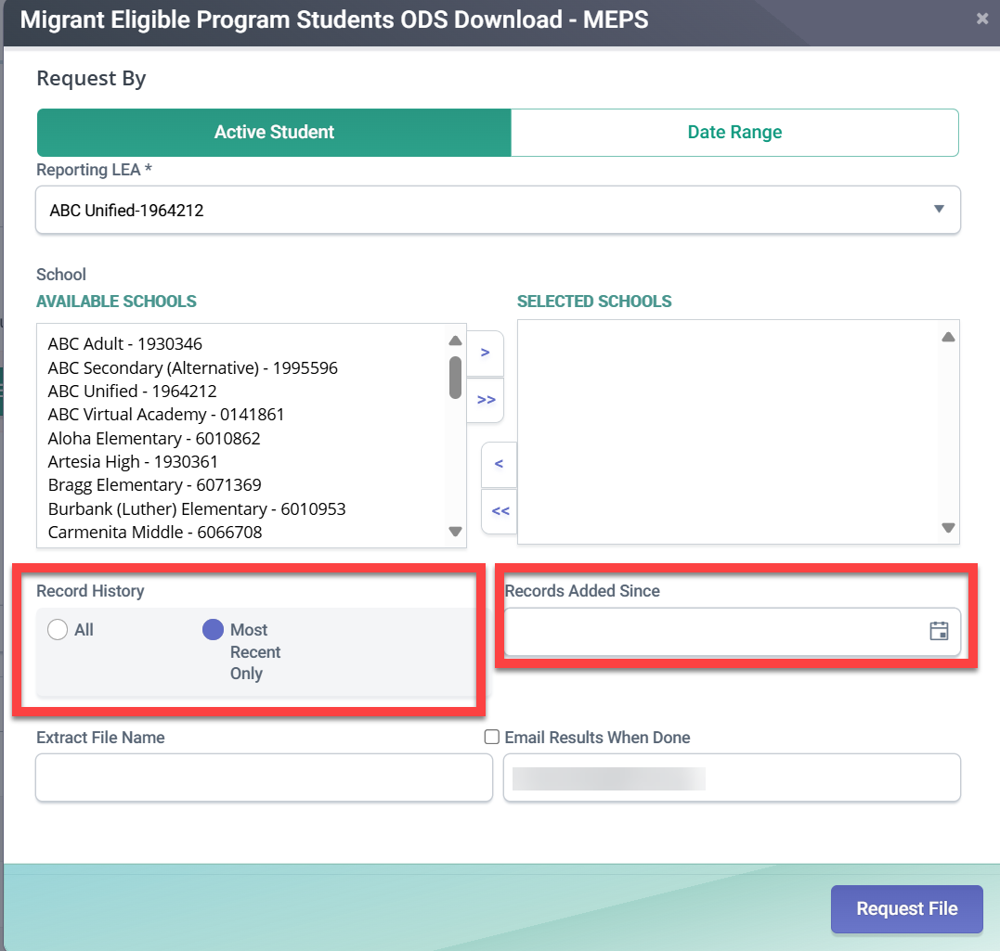 Migrant Eligible Program Students ODS Download - MEPS
×
Request By
Active Student
Date Range
Reporting LEA *
ABC Unified-1964212
School
AVAILABLE SCHOOLS
SELECTED SCHOOLS
ABC Adult - 1930346
ABC Secondary (Alternative) - 1995596
ABC Unified - 1964212
ABC Virtual Academy - 0141861
Aloha Elementary - 6010862
Artesia High - 1930361
Bragg Elementary - 6071369
Burbank (Luther) Elementary - 6010953
Carmenita Middle - 6066708
>
>>
<
<<
Record History
All
Most
Recent
Only
Records Added Since
Extract File Name
Email Results When Done
Request File